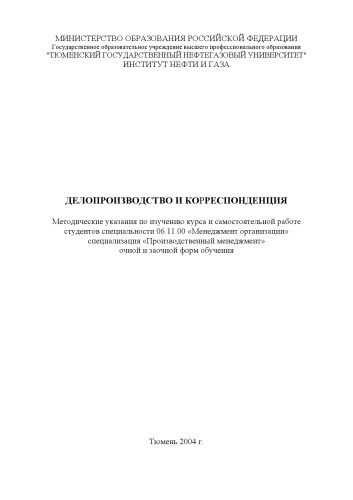 МИНИСТЕРСТВО ОБРАЗОВАНИЯ РОССИЙСКОЙ ФЕДЕРАЦИИ
Государственное образовательное учреждение высшего профессионального образования
"ТЮМЕНСКИЙ ГОСУДАРСТВЕННЫЙ НЕФТЕГАЗОВЫЙ УНИВЕРСИТЕТ"
ИНСТИТУТ НЕФТИ И ГАЗА
ДЕЛОПРОИЗВОДСТВО И КОРРЕСПОНДЕНЦИЯ
Методические указания по изучению курса и самостоятельной работе
студентов специальности 06.11.00 «Менеджмент организации»
специализация «Производственный менеджмент»
очной и заочной форм обучения
Тюмень 2004 г.